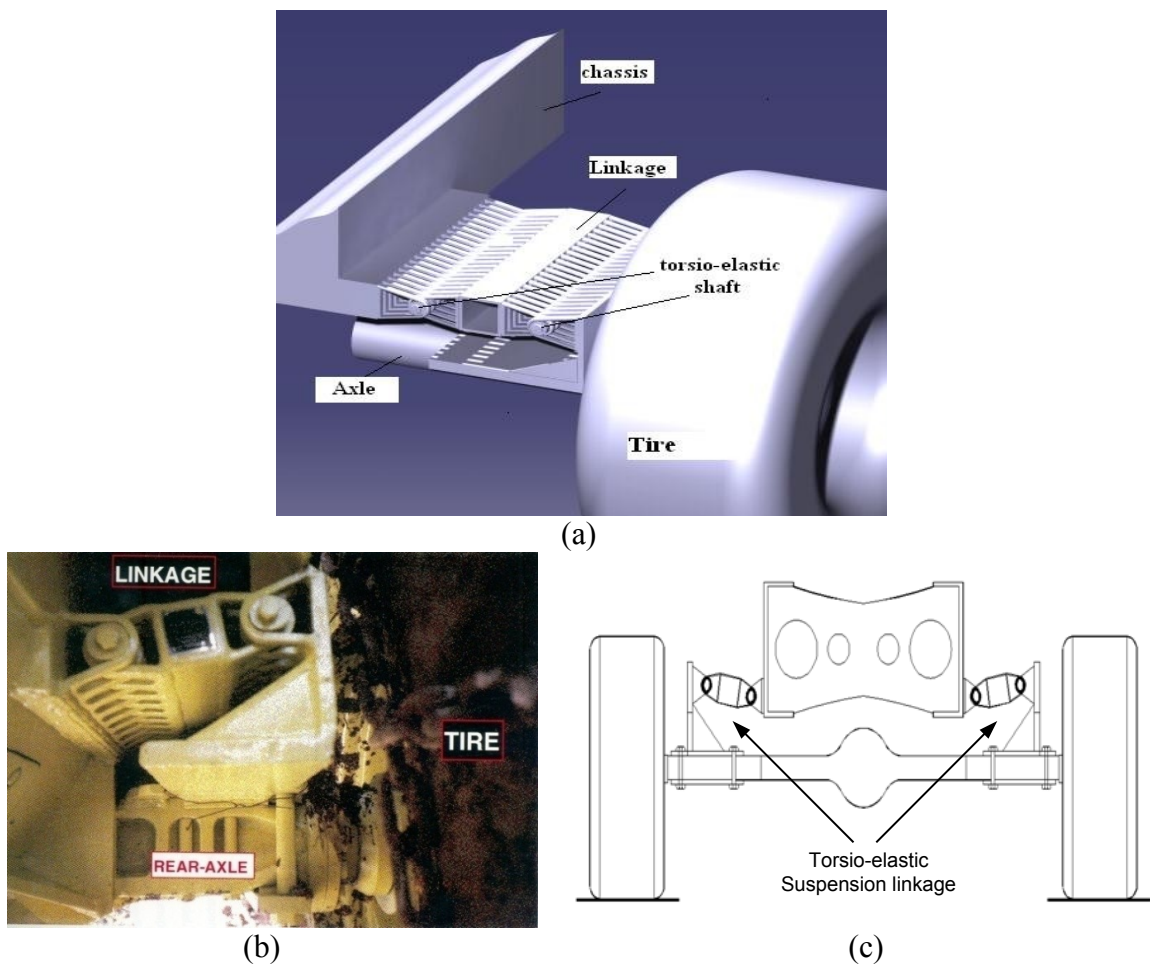 chassis
Linkage
torsio-elastic
shaft
Axle
Tire
(a)
LINKAGE
TIRE
REAR-AXLE
Torsio-elastic
Suspension linkage
(b)
(c)